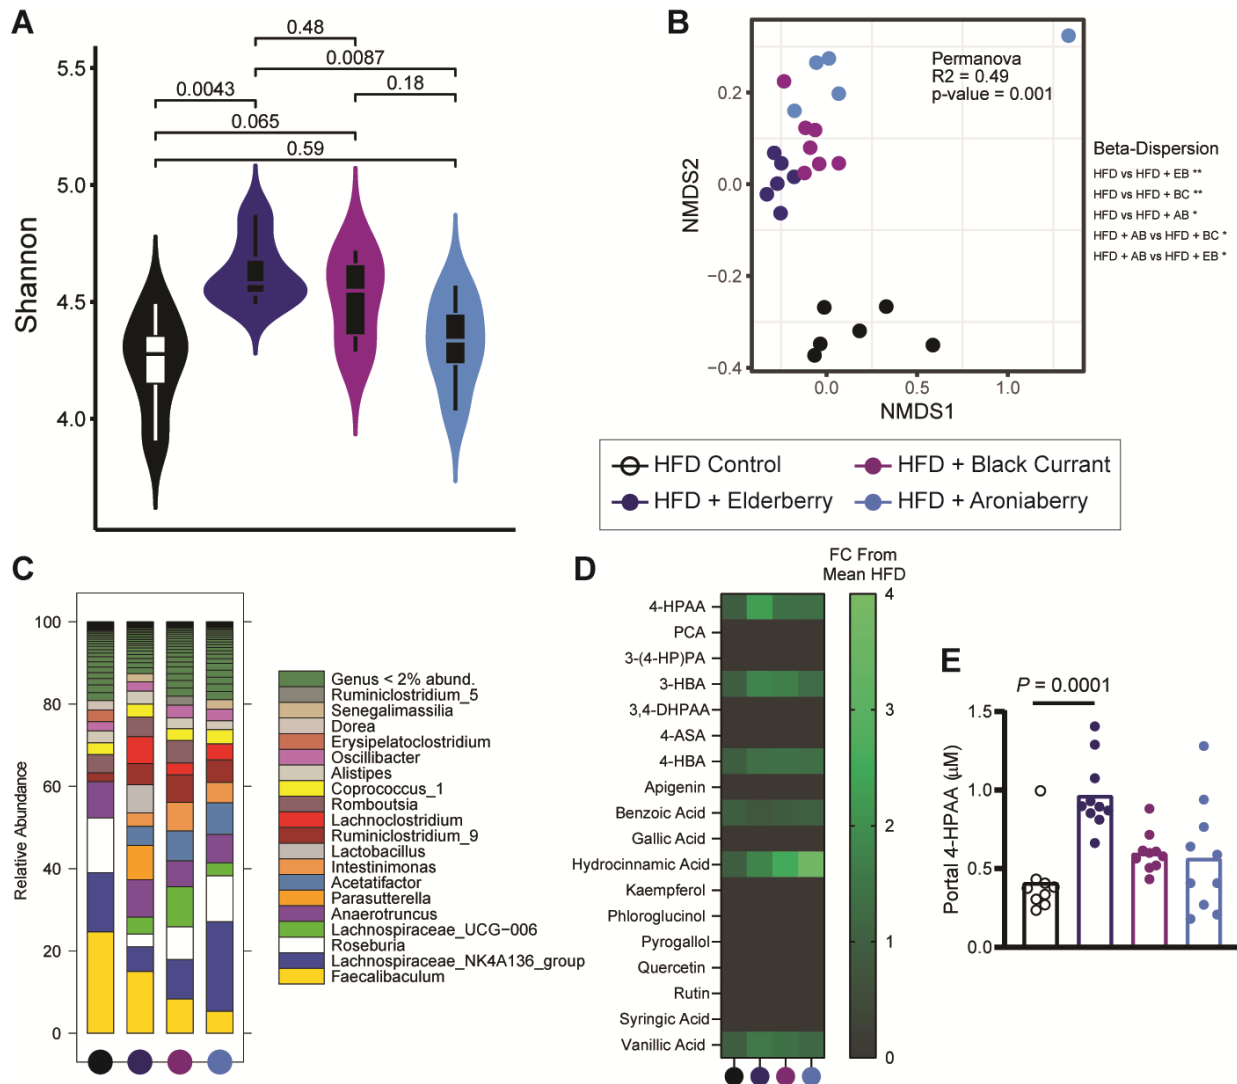 A
0.48
0.0087
0.0043
0.18
0.065
0.59
5.5
5.0
4.5
4.0
Shannon
B
Permanova
R2 = 0.49
p-value = 0.001
0.2
0.0
−0.2
−0.4
NMDS2
0.0
0.5
1.0
NMDS1
Beta-Dispersion
HFD vs HFD + EB **
HFD vs HFD + BC **
HFD vs HFD + AB *
HFD + AB vs HFD + BC *
HFD + AB vs HFD + EB *
HFD Control
HFD + Black Currant
HFD + Elderberry
HFD + Aroniaberry
C
100
80
60
40
20
0
Relative Abundance
Genus < 2% abund.
Ruminiclostridium_5
Senegalimassilia
Dorea
Erysipelatoclostridium
Oscillibacter
Alistipes
Coprococcus_1
Romboutsia
Lachnoclostridium
Ruminiclostridium_9
Lactobacillus
Intestinimonas
Acetatifactor
Parasutterella
Anaerotruncus
Lachnospiraceae_UCG−006
Roseburia
Lachnospiraceae_NK4A136_group
Faecalibaculum
D
FC From
Mean HFD
4-HPAA
PCA
3-(4-HP)PA
3-HBA
3,4-DHPAA
4-ASA
4-HBA
Apigenin
Benzoic Acid
Gallic Acid
Hydrocinnamic Acid
Kaempferol
Phloroglucinol
Pyrogallol
Quercetin
Rutin
Syringic Acid
Vanillic Acid
4
3
2
1
0
E
P = 0.0001
1.5
1.0
0.5
0.0
Portal 4-HPAA (µM)